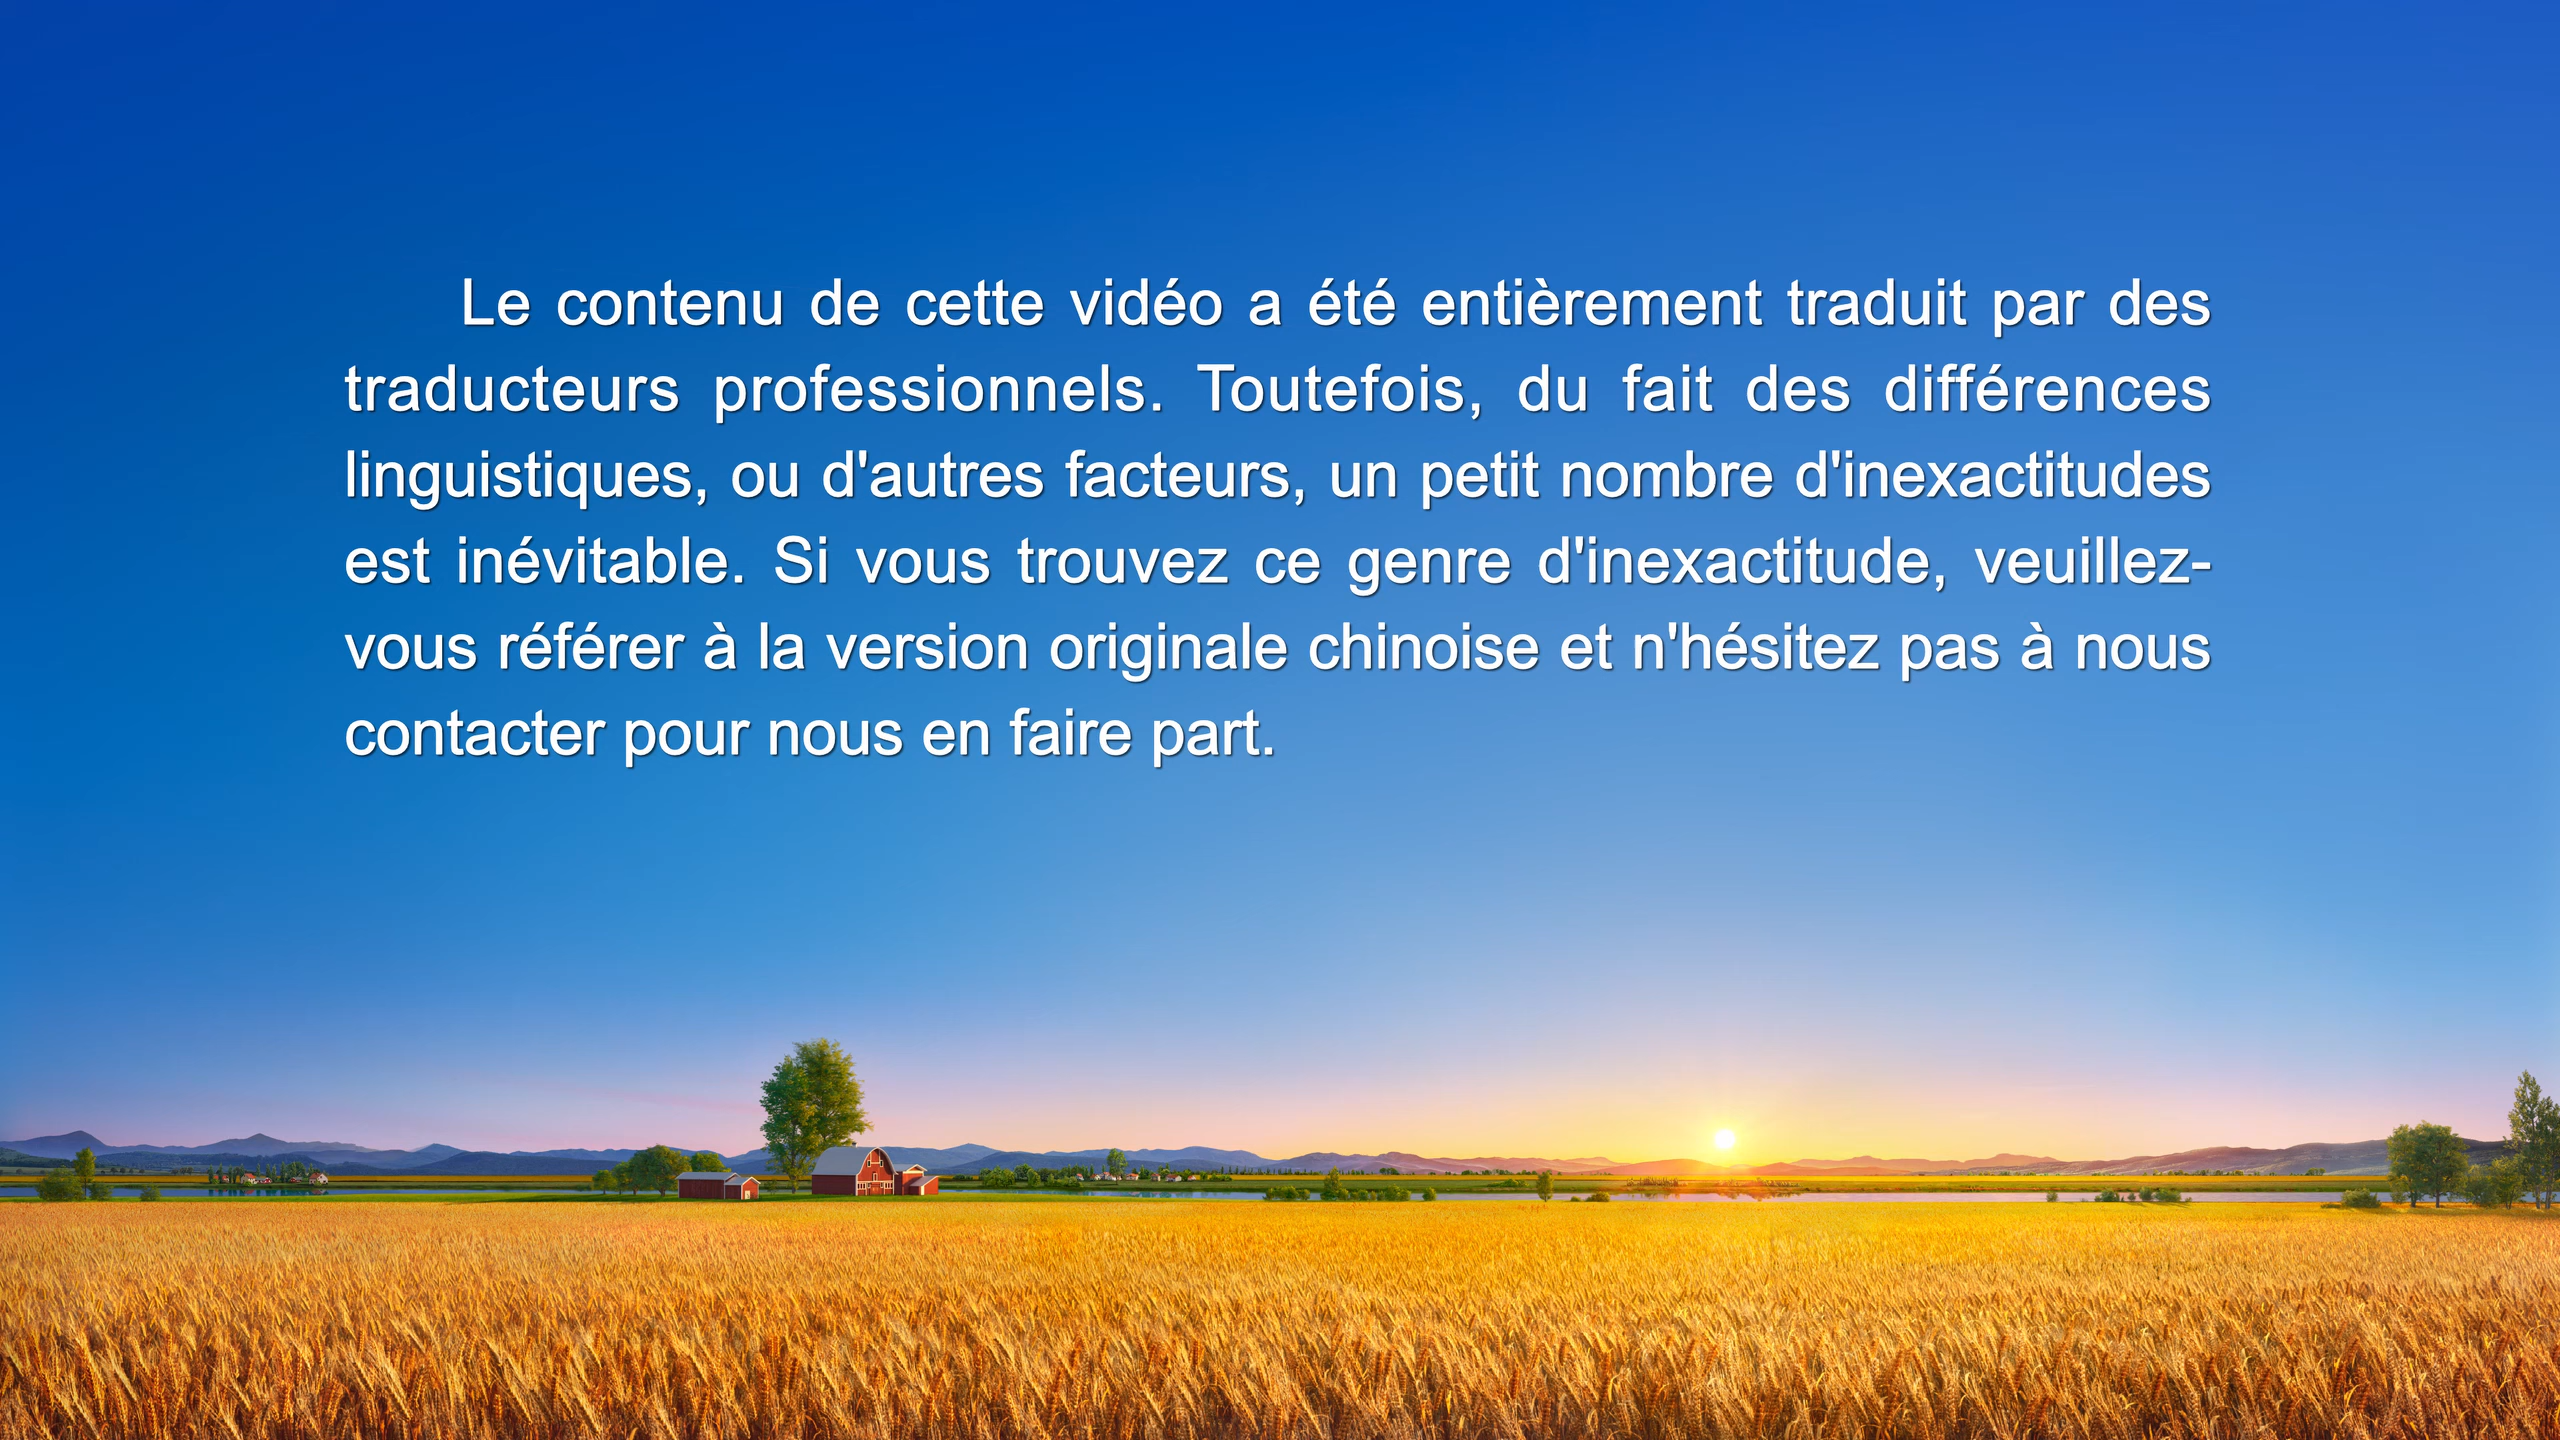 Le contenu de cette vidéo a été entièrement traduit par des
traducteurs professionnels. Toutefois, du fait des différences
linguistiques, ou d'autres facteurs, un petit nombre d'inexactitudes
est inévitable. Si vous trouvez ce genre d'inexactitude, veuillez-
vous référer à la version originale chinoise et n'hésitez pas à nous
contacter pour nous en faire part.